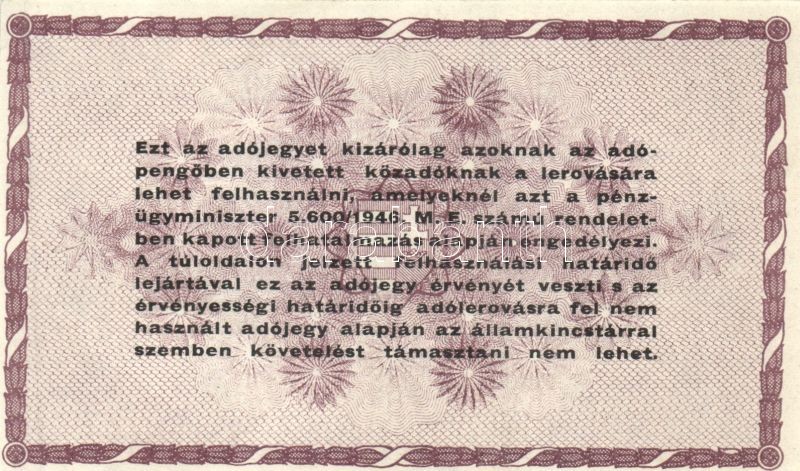 Ezt az adójegyet kizárólag azoknak az adó-
pengőben kivetett közadóknak a lerovására
lehet felhasználni, amelyeknél azt a pénz-
ügyminiszter 5.600/1946. M. E. számú rendelet-
ben kapott felhatalmazás alapján engedélyezi.
A túloldalon jelzett felhasználási határidő
lejártával ez az adójegy érvényét veszti s az
érvényességi határidőig adólerovásra fel nem
használt adójegy alapján az államkincstárral
szemben követelést támasztani nem lehet.